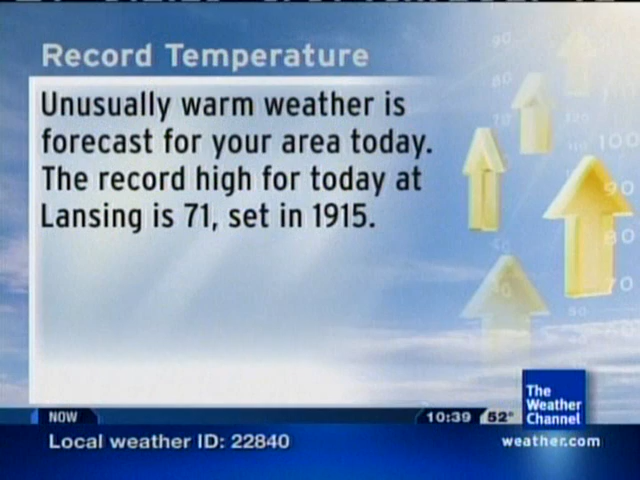 Record Temperature
Unusually warm weather is
forecast for your area today.
The record high for today at
Lansing is 71, set in 1915.
NOW
10:39 52°
The
Weather
Channel
Local weather ID: 22840
weather.com